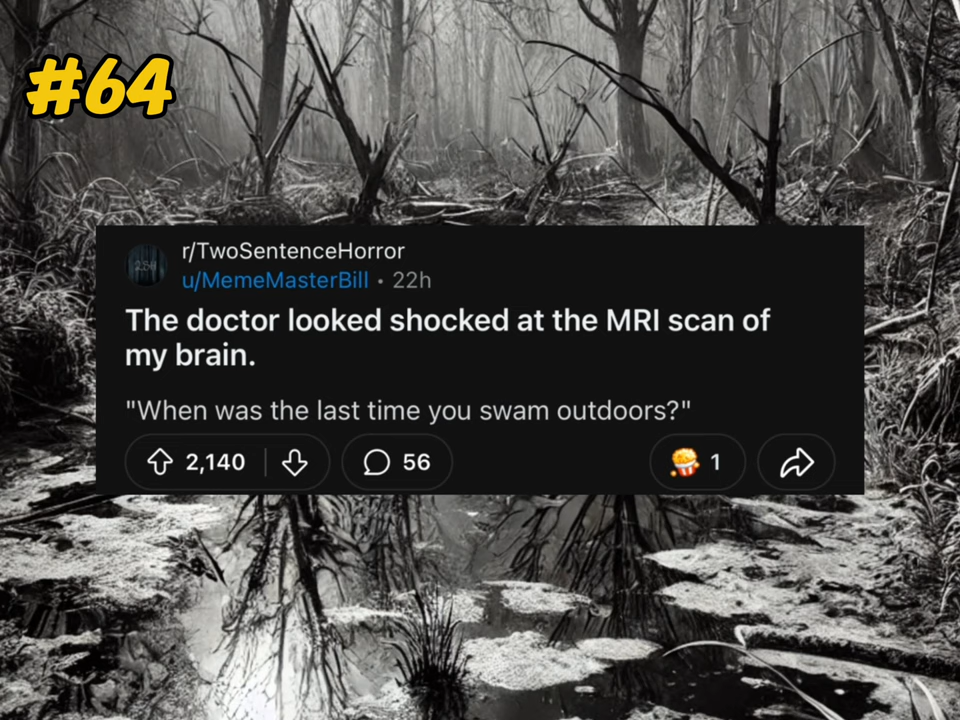 #64
r/TwoSentenceHorror
u/MemeMasterBill • 22h
The doctor looked shocked at the MRI scan of
my brain.
"When was the last time you swam outdoors?"
2,140 56 1